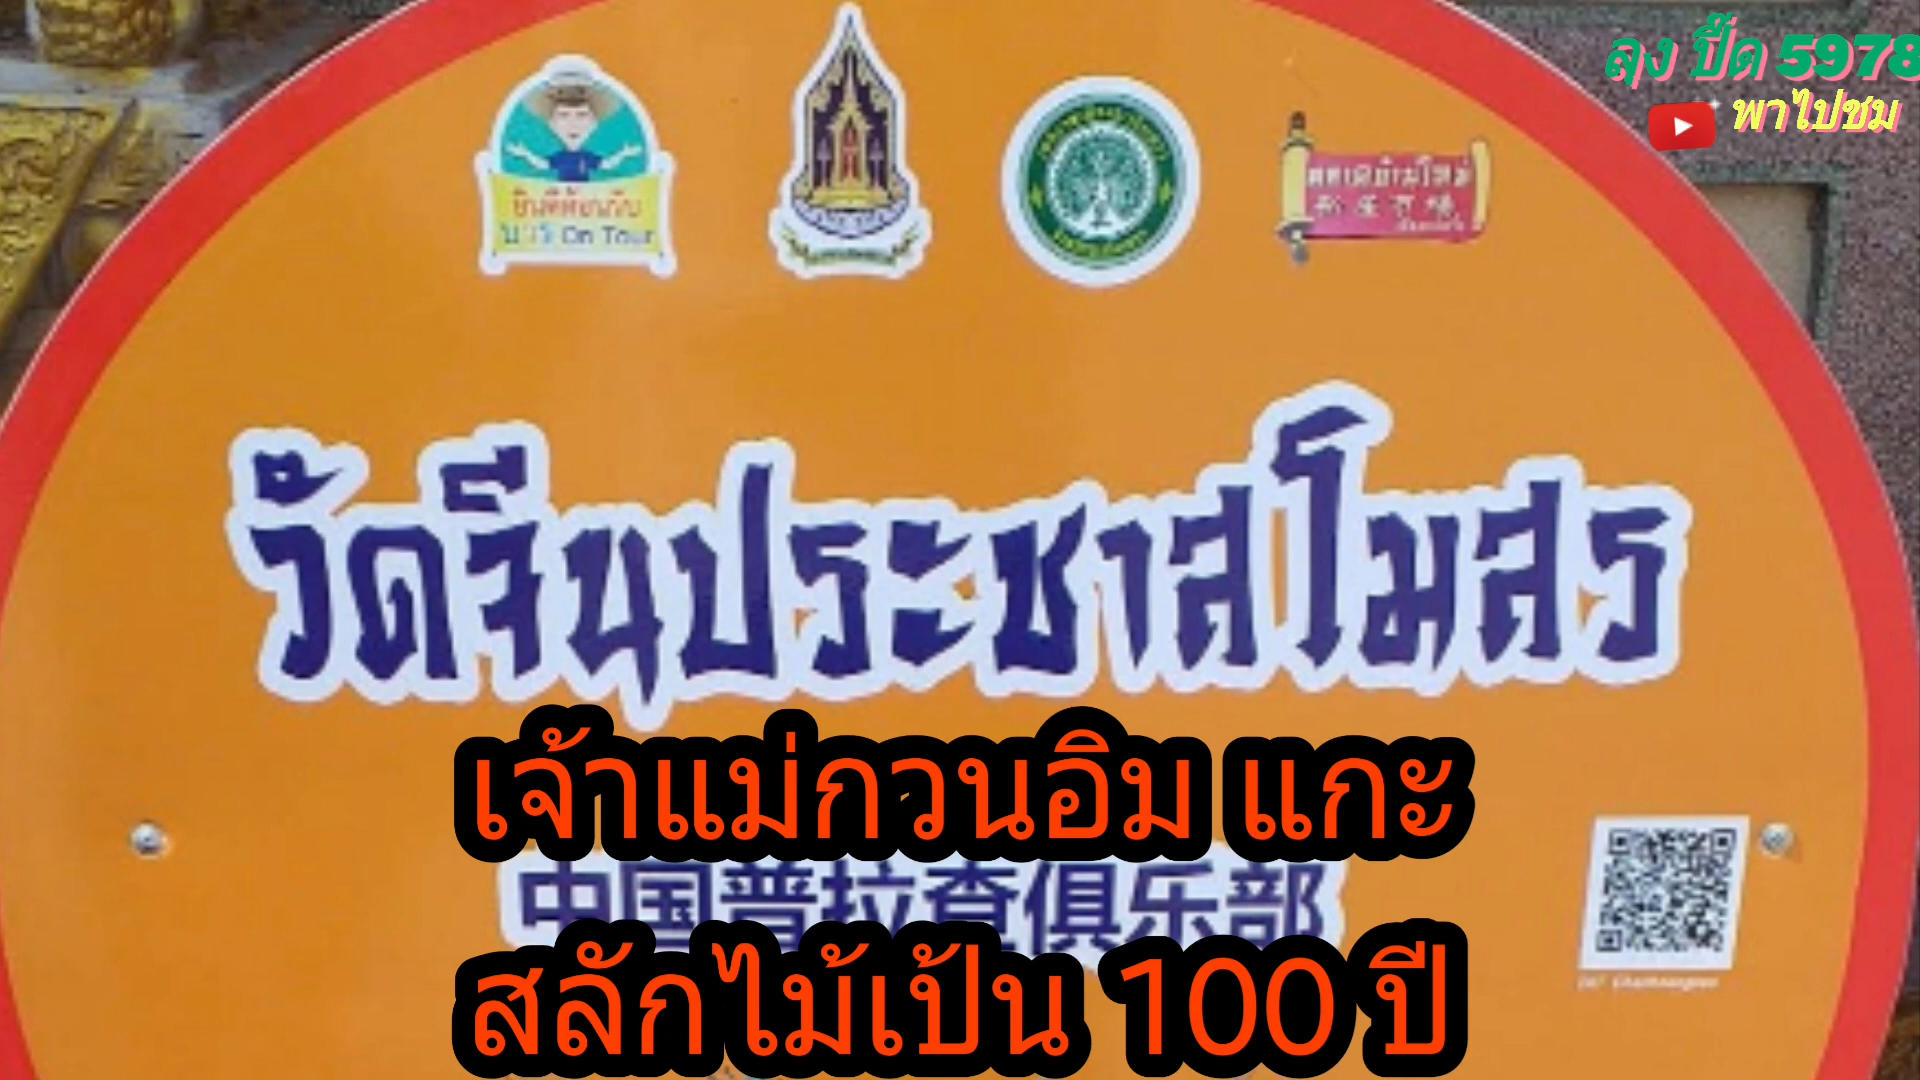 ลุง ปี๊ด 5978
พาไปชม
On Tour
วัดจีนประชาสโมสร
เจ้าแม่กวนอิม แกะ
中国普拉查俱乐部
สลักไม้เป้น 100 ปี